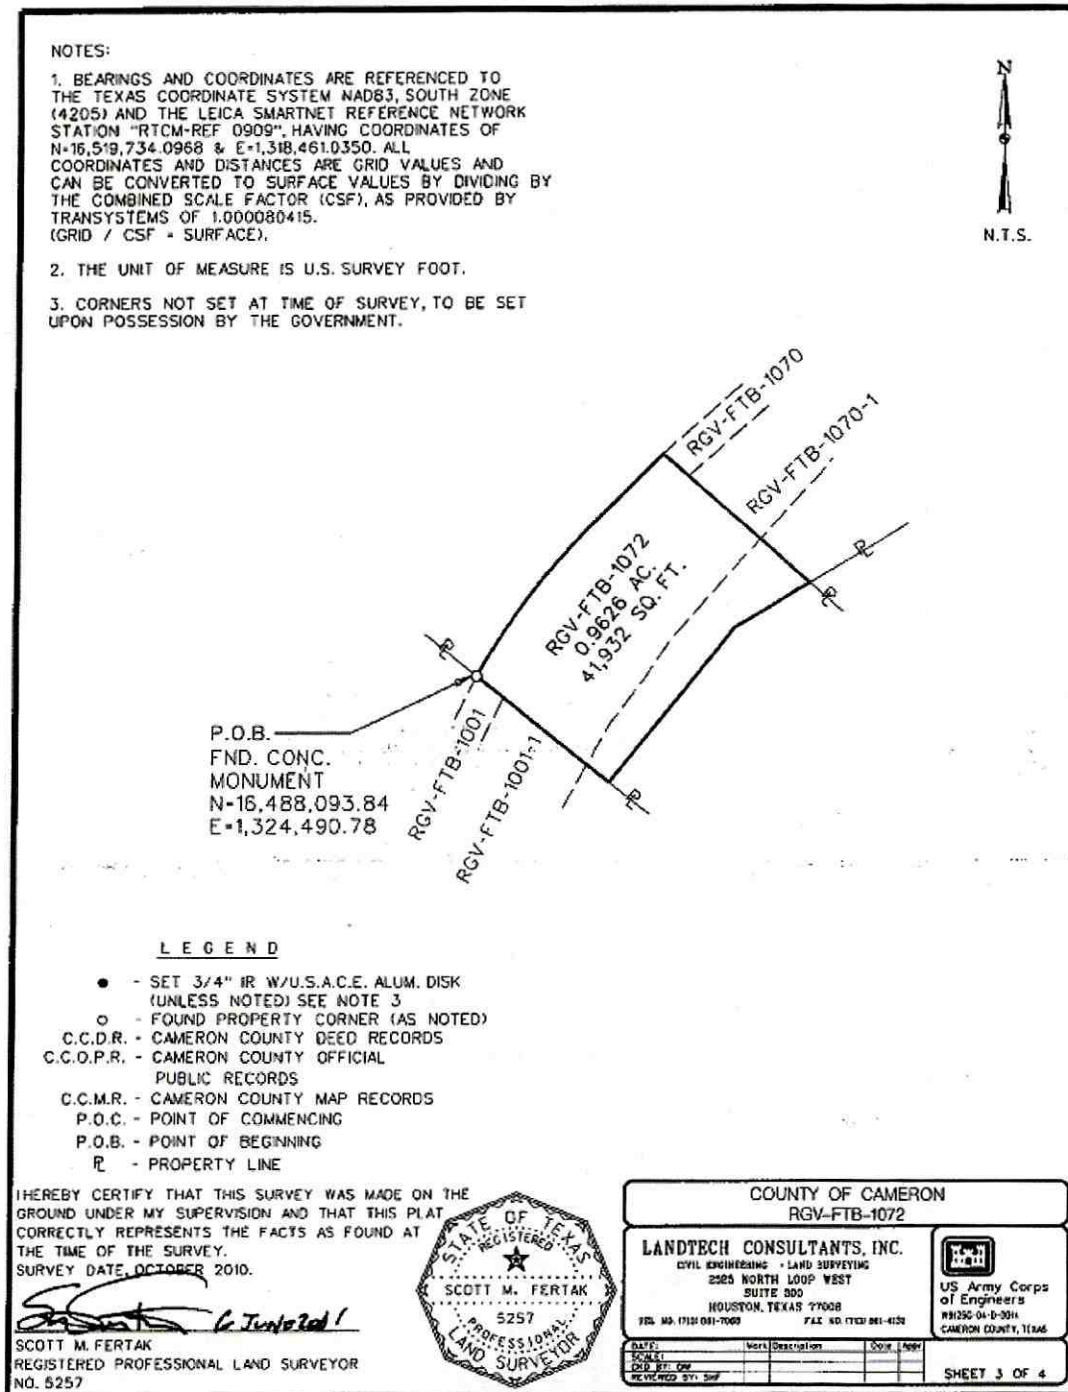 NOTES:
1. BEARINGS AND COORDINATES ARE REFERENCED TO
THE TEXAS COORDINATE SYSTEM NAD83, SOUTH ZONE
(4205) AND THE LEICA SMARTNET REFERENCE NETWORK
STATION "RTCM-REF 0909", HAVING COORDINATES OF
N=16,519,734.0968 & E=1,318,461.0350. ALL
COORDINATES AND DISTANCES ARE GRID VALUES AND
CAN BE CONVERTED TO SURFACE VALUES BY DIVIDING BY
THE COMBINED SCALE FACTOR (CSF), AS PROVIDED BY
TRANSYSTEMS OF 1.000080415.
(GRID / CSF = SURFACE).
2. THE UNIT OF MEASURE IS U.S. SURVEY FOOT.
3. CORNERS NOT SET AT TIME OF SURVEY, TO BE SET
UPON POSSESSION BY THE GOVERNMENT.
N
N.T.S.
RGV-FTB-1070
RGV-FTB-1070-1
RGV-FTB-1072
0.9626 AC.
41,932 SQ. FT.
P.O.B.
FND. CONC.
MONUMENT
N=16,488,093.84
E=1,324,490.78
RGV-FTB-1001
RGV-FTB-1001-1
LEGEND
● - SET 3/4" IR W/U.S.A.C.E. ALUM. DISK
(UNLESS NOTED) SEE NOTE 3
○ - FOUND PROPERTY CORNER (AS NOTED)
C.C.D.R. - CAMERON COUNTY DEED RECORDS
C.C.O.P.R. - CAMERON COUNTY OFFICIAL
PUBLIC RECORDS
C.C.M.R. - CAMERON COUNTY MAP RECORDS
P.O.C. - POINT OF COMMENCING
P.O.B. - POINT OF BEGINNING
PL - PROPERTY LINE
I HEREBY CERTIFY THAT THIS SURVEY WAS MADE ON THE
GROUND UNDER MY SUPERVISION AND THAT THIS PLAT
CORRECTLY REPRESENTS THE FACTS AS FOUND AT
THE TIME OF THE SURVEY.
SURVEY DATE, OCTOBER 2010.
6 June 2011
SCOTT M. FERTAK
REGISTERED PROFESSIONAL LAND SURVEYOR
NO. 5257
STATE OF TEXAS
REGISTERED
SCOTT M. FERTAK
5257
PROFESSIONAL
LAND SURVEYOR
COUNTY OF CAMERON
RGV-FTB-1072
LANDTECH CONSULTANTS, INC.
CIVIL ENGINEERING · LAND SURVEYING
2525 NORTH LOOP WEST
SUITE 300
HOUSTON, TEXAS 77008
US Army Corps
of Engineers
CAMERON COUNTY, TEXAS
DATE:
SCALE:
REVIEWED BY:
Mark Description Date Appr
SHEET 3 OF 4